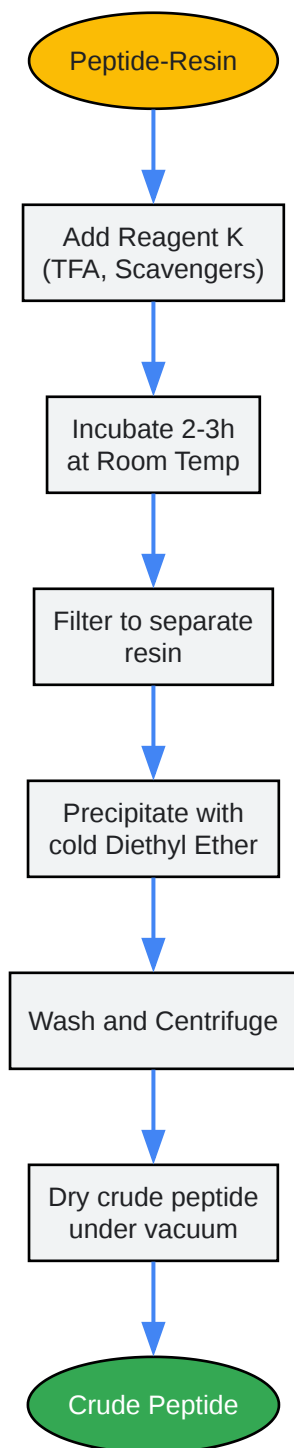 Peptide-Resin
Add Reagent K
(TFA, Scavengers)
Incubate 2-3h
at Room Temp
Filter to separate
resin
Precipitate with
cold Diethyl Ether
Wash and Centrifuge
Dry crude peptide
under vacuum
Crude Peptide